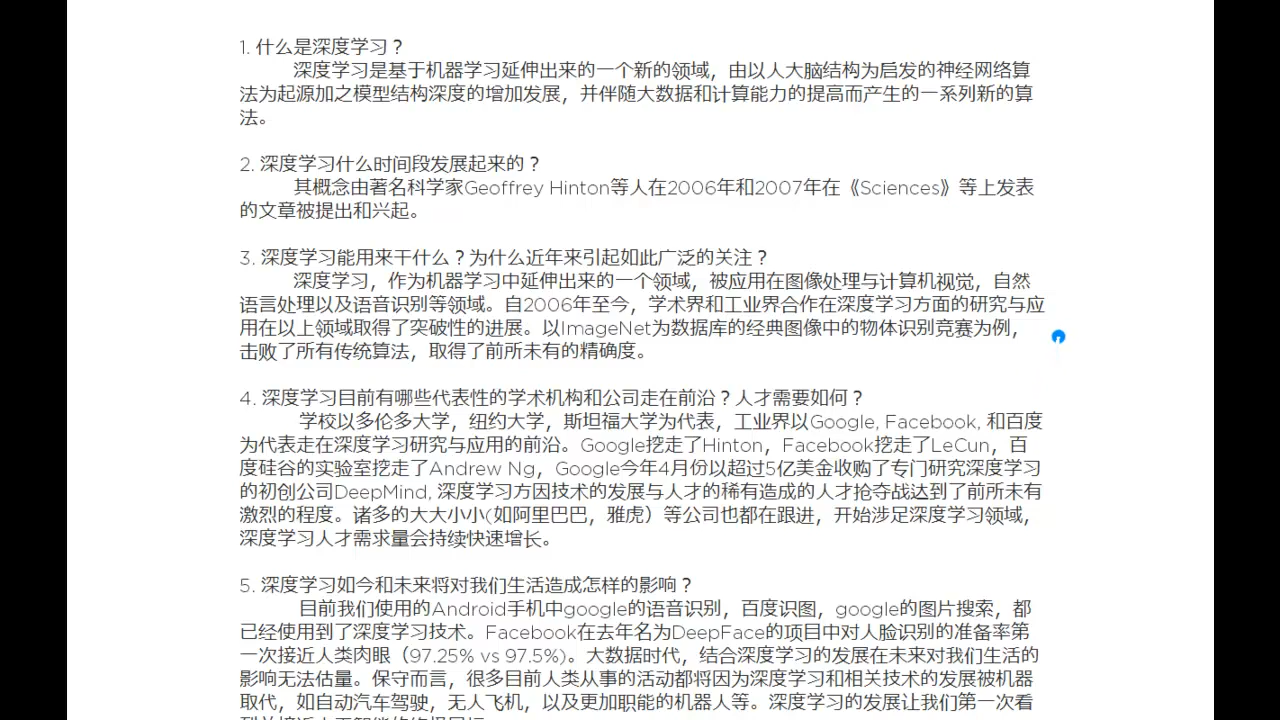 1. 什么是深度学习？
深度学习是基于机器学习延伸出来的一个新的领域，由以人大脑结构为启发的神经网络算
法为起源加之模型结构深度的增加发展，并伴随大数据和计算能力的提高而产生的一系列新的算
法。
2. 深度学习什么时间段发展起来的？
其概念由著名科学家Geoffrey Hinton等人在2006年和2007年在《Sciences》等上发表
的文章被提出和兴起。
3. 深度学习能用来干什么？为什么近年来引起如此广泛的关注？
深度学习，作为机器学习中延伸出来的一个领域，被应用在图像处理与计算机视觉，自然
语言处理以及语音识别等领域。自2006年至今，学术界和工业界合作在深度学习方面的研究与应
用在以上领域取得了突破性的进展。以ImageNet为数据库的经典图像中的物体识别竞赛为例，
击败了所有传统算法，取得了前所未有的精确度。
4. 深度学习目前有哪些代表性的学术机构和公司走在前沿？人才需要如何？
学校以多伦多大学，纽约大学，斯坦福大学为代表，工业界以Google, Facebook, 和百度
为代表走在深度学习研究与应用的前沿。Google挖走了Hinton，Facebook挖走了LeCun，百
度硅谷的实验室挖走了Andrew Ng，Google今年4月份以超过5亿美金收购了专门研究深度学习
的初创公司DeepMind, 深度学习方因技术的发展与人才的稀有造成的人才抢夺战达到了前所未有
激烈的程度。诸多的大大小小(如阿里巴巴，雅虎）等公司也都在跟进，开始涉足深度学习领域，
深度学习人才需求量会持续快速增长。
5. 深度学习如今和未来将对我们生活造成怎样的影响？
目前我们使用的Android手机中google的语音识别，百度识图，google的图片搜索，都
已经使用到了深度学习技术。Facebook在去年名为DeepFace的项目中对人脸识别的准备率第
一次接近人类肉眼（97.25% vs 97.5%)。大数据时代，结合深度学习的发展在未来对我们生活的
影响无法估量。保守而言，很多目前人类从事的活动都将因为深度学习和相关技术的发展被机器
取代，如自动汽车驾驶，无人飞机，以及更加职能的机器人等。深度学习的发展让我们第一次看